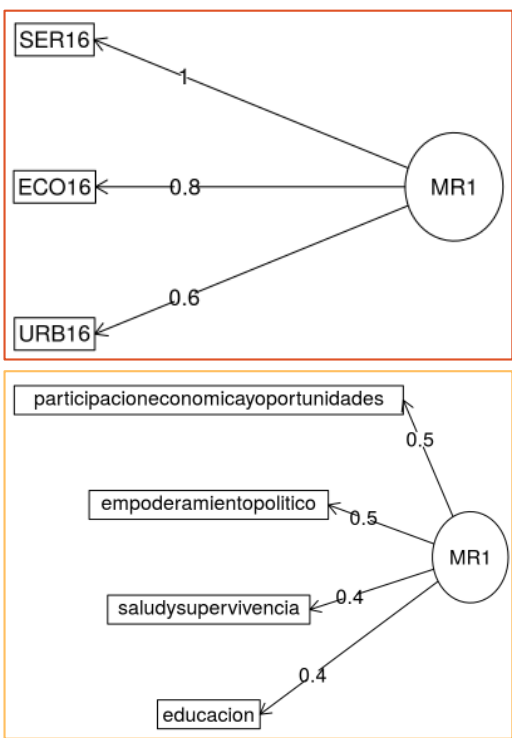 SER16
1
ECO16
0.8
MR1
0.6
URB16
participacioneconomicayoportunidades
0.5
empoderamientopolitico
0.5
MR1
saludysupervivencia
0.4
0.4
educacion